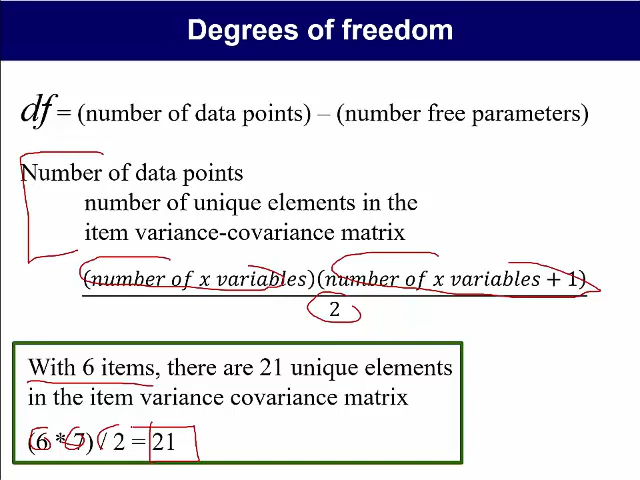 Degrees of freedom
df = (number of data points) – (number free parameters)
Number of data points
number of unique elements in the
item variance-covariance matrix
(number of x variables)(number of x variables + 1)
2
With 6 items, there are 21 unique elements
in the item variance covariance matrix
(6 * 7) / 2 = 21